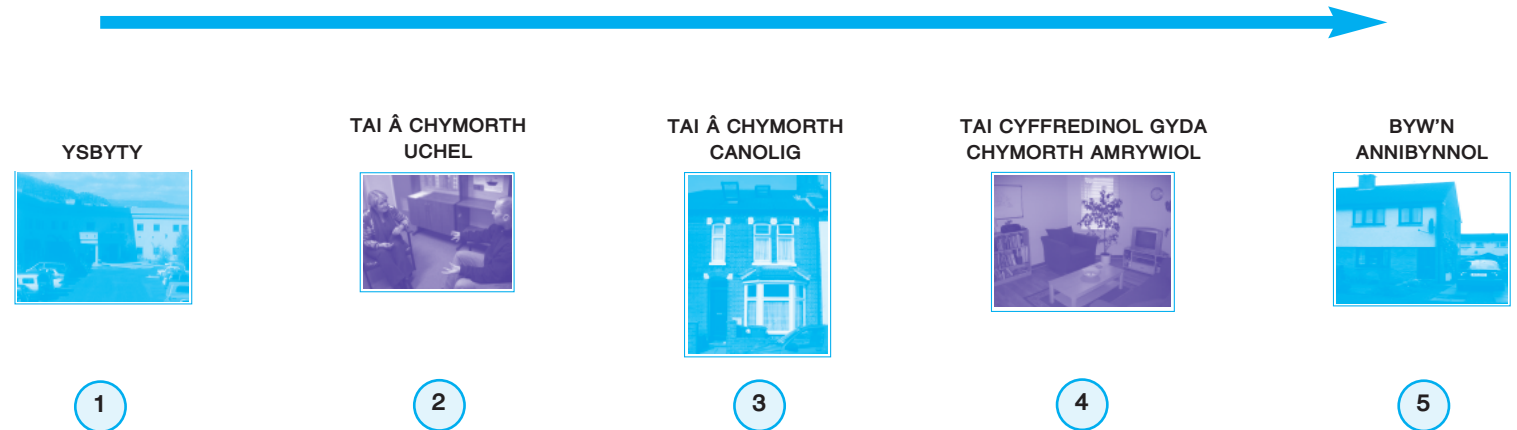 YSBYTY
TAI Â CHYMORTH
UCHEL
TAI Â CHYMORTH
CANOLIG
TAI CYFFREDINOL GYDA
CHYMORTH AMRYWIOL
BYW'N
ANNIBYNNOL
1
2
3
4
5